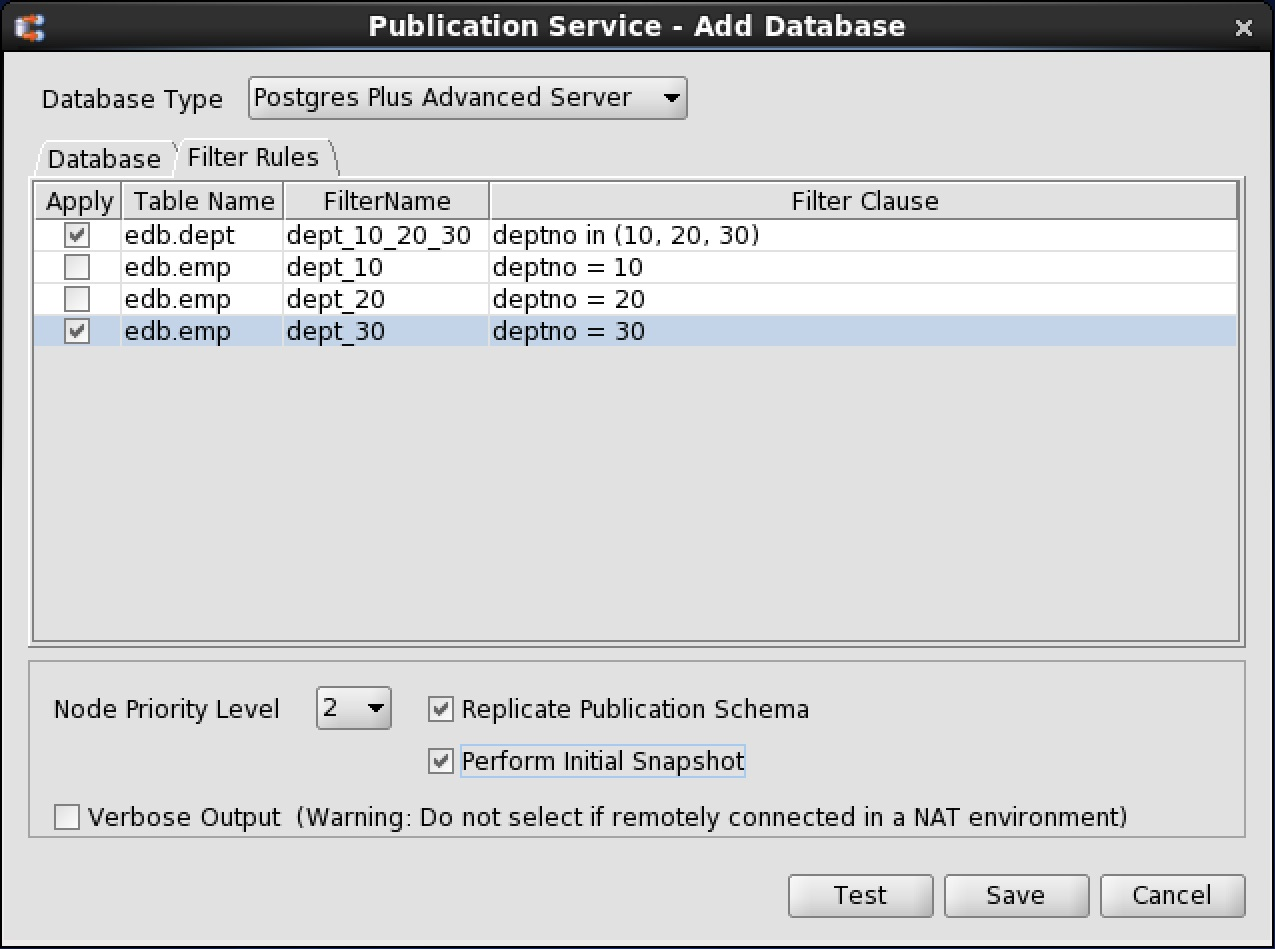 Publication Service - Add Database
Database Type Postgres Plus Advanced Server
Database Filter Rules
Apply Table Name FilterName Filter Clause
edb.dept dept_10_20_30 deptno in (10, 20, 30)
edb.emp dept_10 deptno = 10
edb.emp dept_20 deptno = 20
edb.emp dept_30 deptno = 30
Node Priority Level 2 Replicate Publication Schema
Perform Initial Snapshot
Verbose Output (Warning: Do not select if remotely connected in a NAT environment)
Test Save Cancel